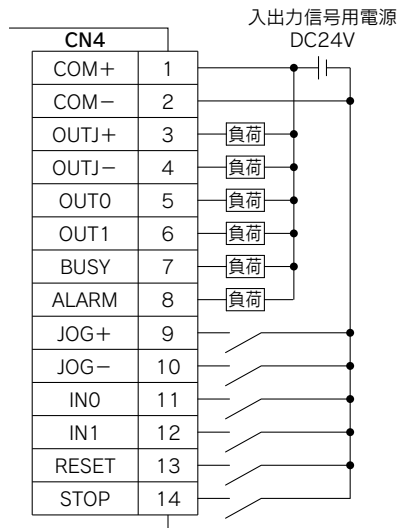 入出力信号用電源
DC24V
CN4
COM+ 1
COM− 2
OUTJ+ 3 負荷
OUTJ− 4 負荷
OUT0 5 負荷
OUT1 6 負荷
BUSY 7 負荷
ALARM 8 負荷
JOG+ 9
JOG− 10
IN0 11
IN1 12
RESET 13
STOP 14